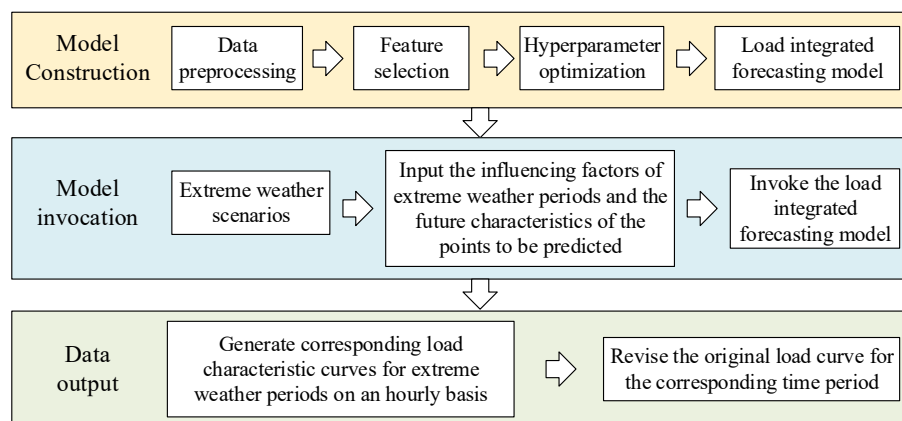 Model
Construction
Data
preprocessing
Feature
selection
Hyperparameter
optimization
Load integrated
forecasting model
Model
invocation
Extreme weather
scenarios
Input the influencing factors of
extreme weather periods and the
future characteristics of the
points to be predicted
Invoke the load
integrated
forecasting model
Data
output
Generate corresponding load
characteristic curves for extreme
weather periods on an hourly basis
Revise the original load curve for
the corresponding time period